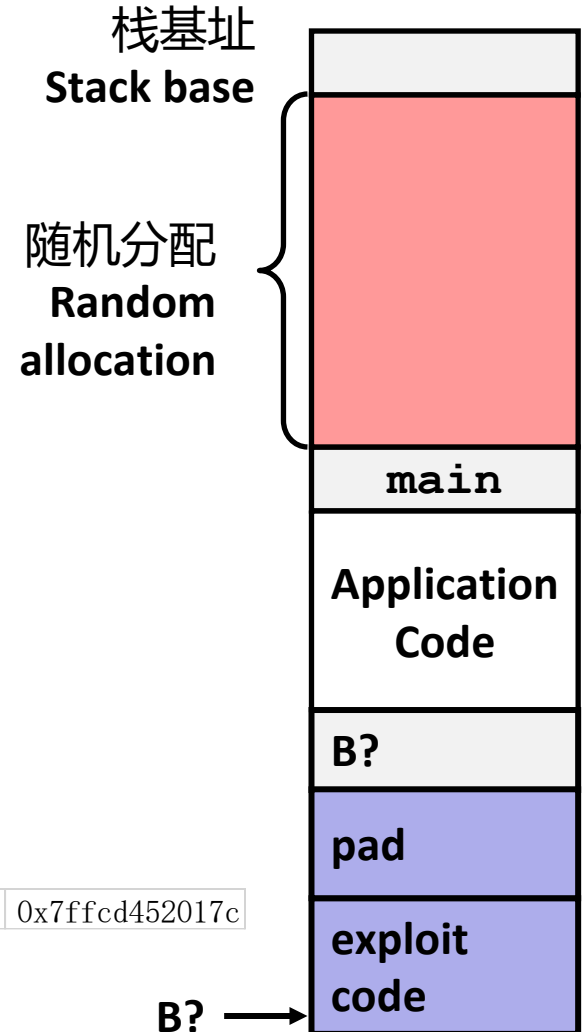 栈基址
Stack base
随机分配
Random
allocation
main
Application
Code
B?
pad
0x7ffcd452017c
exploit
code
B?